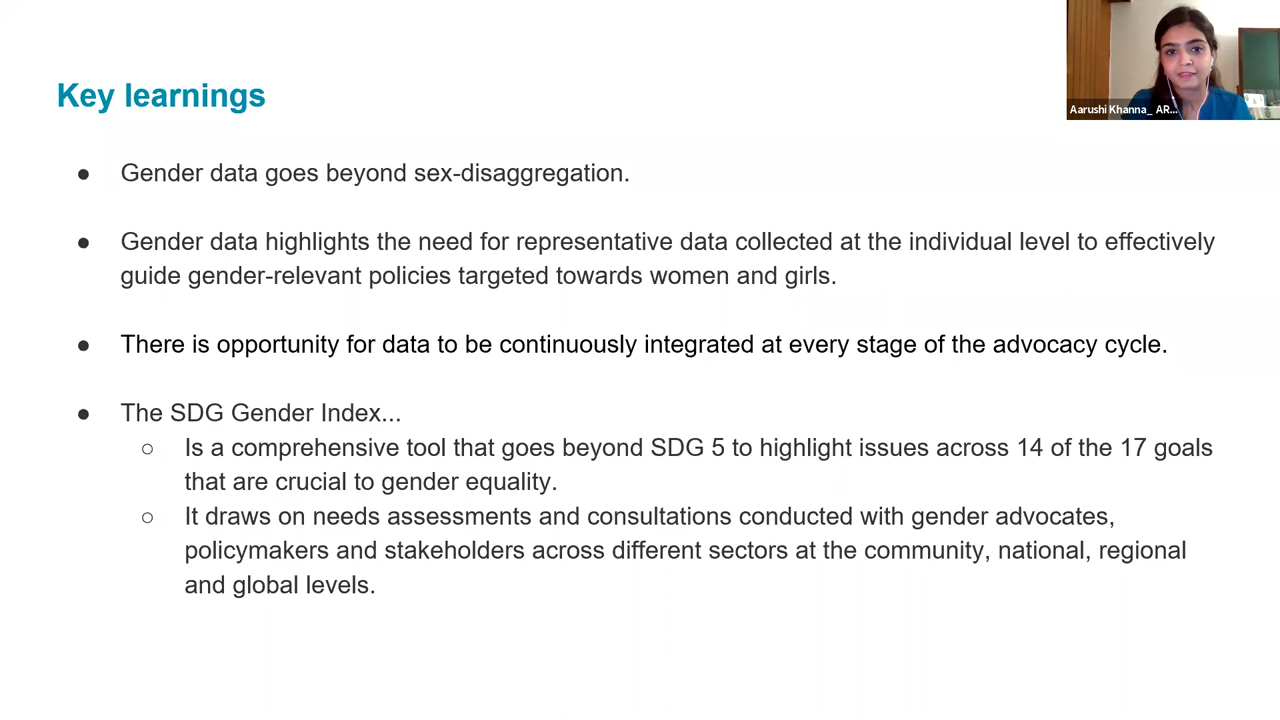 Key learnings
Aarushi Khanna_ AR...
● Gender data goes beyond sex-disaggregation.
● Gender data highlights the need for representative data collected at the individual level to effectively
guide gender-relevant policies targeted towards women and girls.
● There is opportunity for data to be continuously integrated at every stage of the advocacy cycle.
● The SDG Gender Index...
○ Is a comprehensive tool that goes beyond SDG 5 to highlight issues across 14 of the 17 goals
that are crucial to gender equality.
○ It draws on needs assessments and consultations conducted with gender advocates,
policymakers and stakeholders across different sectors at the community, national, regional
and global levels.